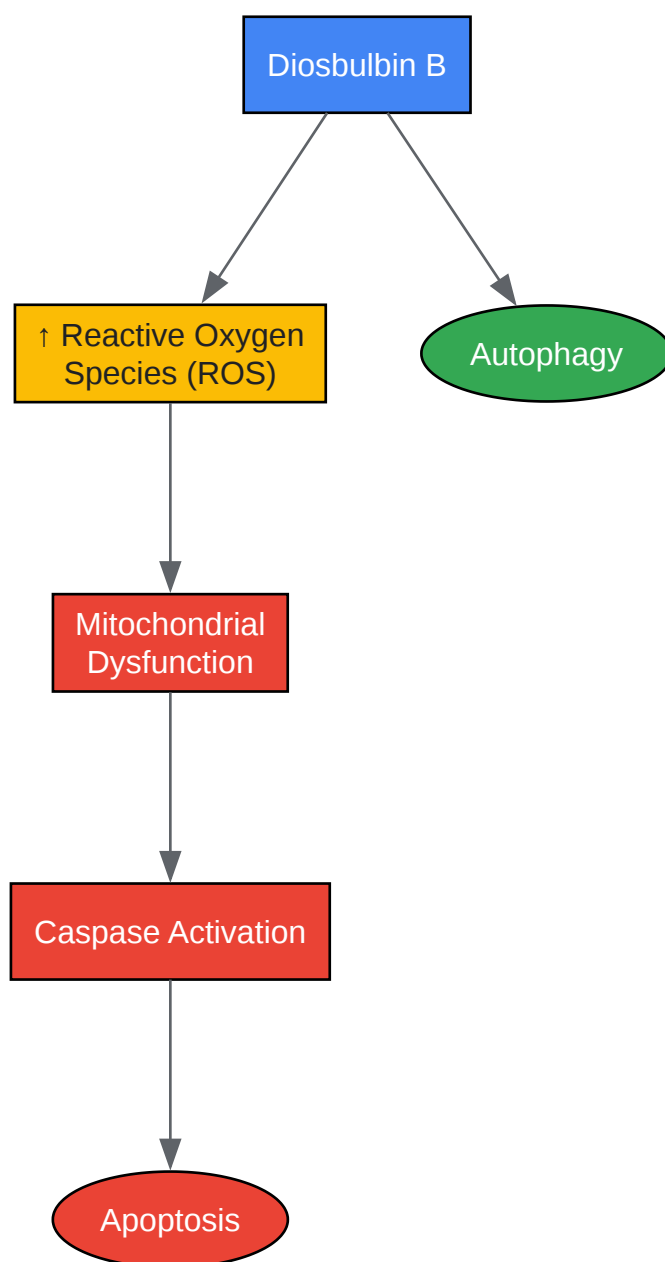 Diosbulbin B
↑ Reactive Oxygen
Species (ROS)
Autophagy
Mitochondrial
Dysfunction
Caspase Activation
Apoptosis